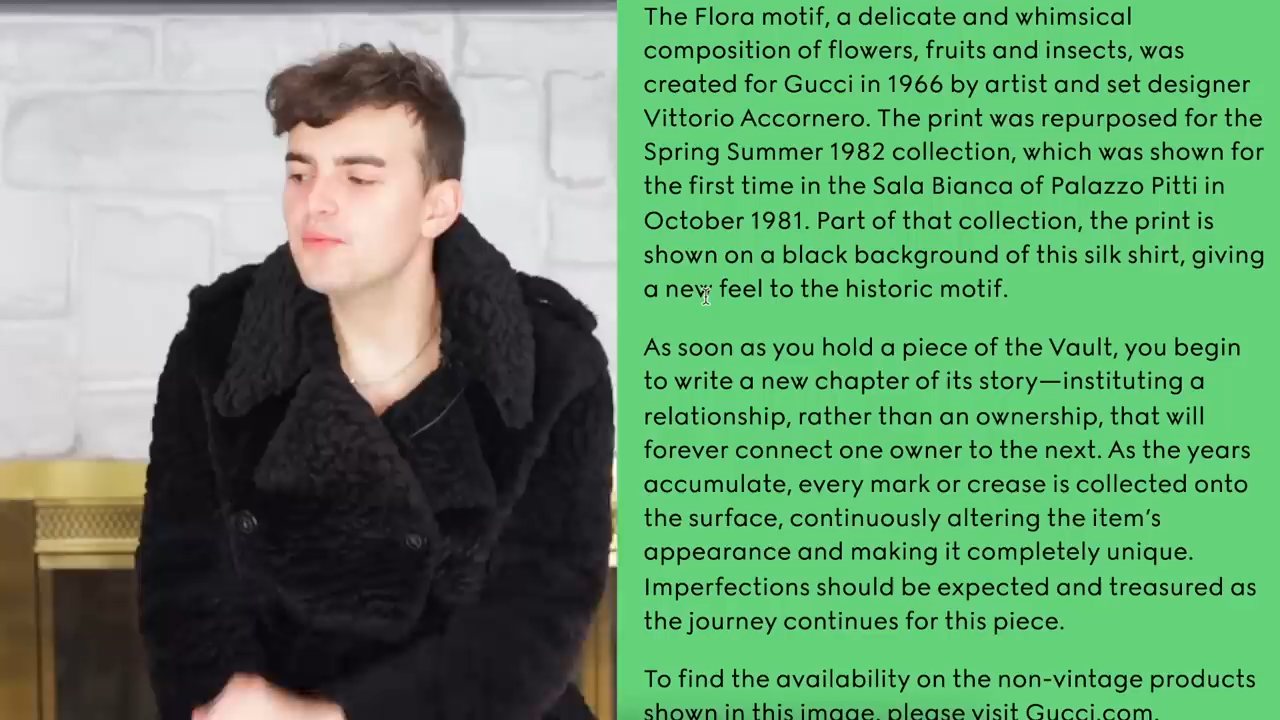 The Flora motif, a delicate and whimsical
composition of flowers, fruits and insects, was
created for Gucci in 1966 by artist and set designer
Vittorio Accornero. The print was repurposed for the
Spring Summer 1982 collection, which was shown for
the first time in the Sala Bianca of Palazzo Pitti in
October 1981. Part of that collection, the print is
shown on a black background of this silk shirt, giving
a new feel to the historic motif.
As soon as you hold a piece of the Vault, you begin
to write a new chapter of its story—instituting a
relationship, rather than an ownership, that will
forever connect one owner to the next. As the years
accumulate, every mark or crease is collected onto
the surface, continuously altering the item’s
appearance and making it completely unique.
Imperfections should be expected and treasured as
the journey continues for this piece.
To find the availability on the non-vintage products
shown in this image, please visit Gucci.com.